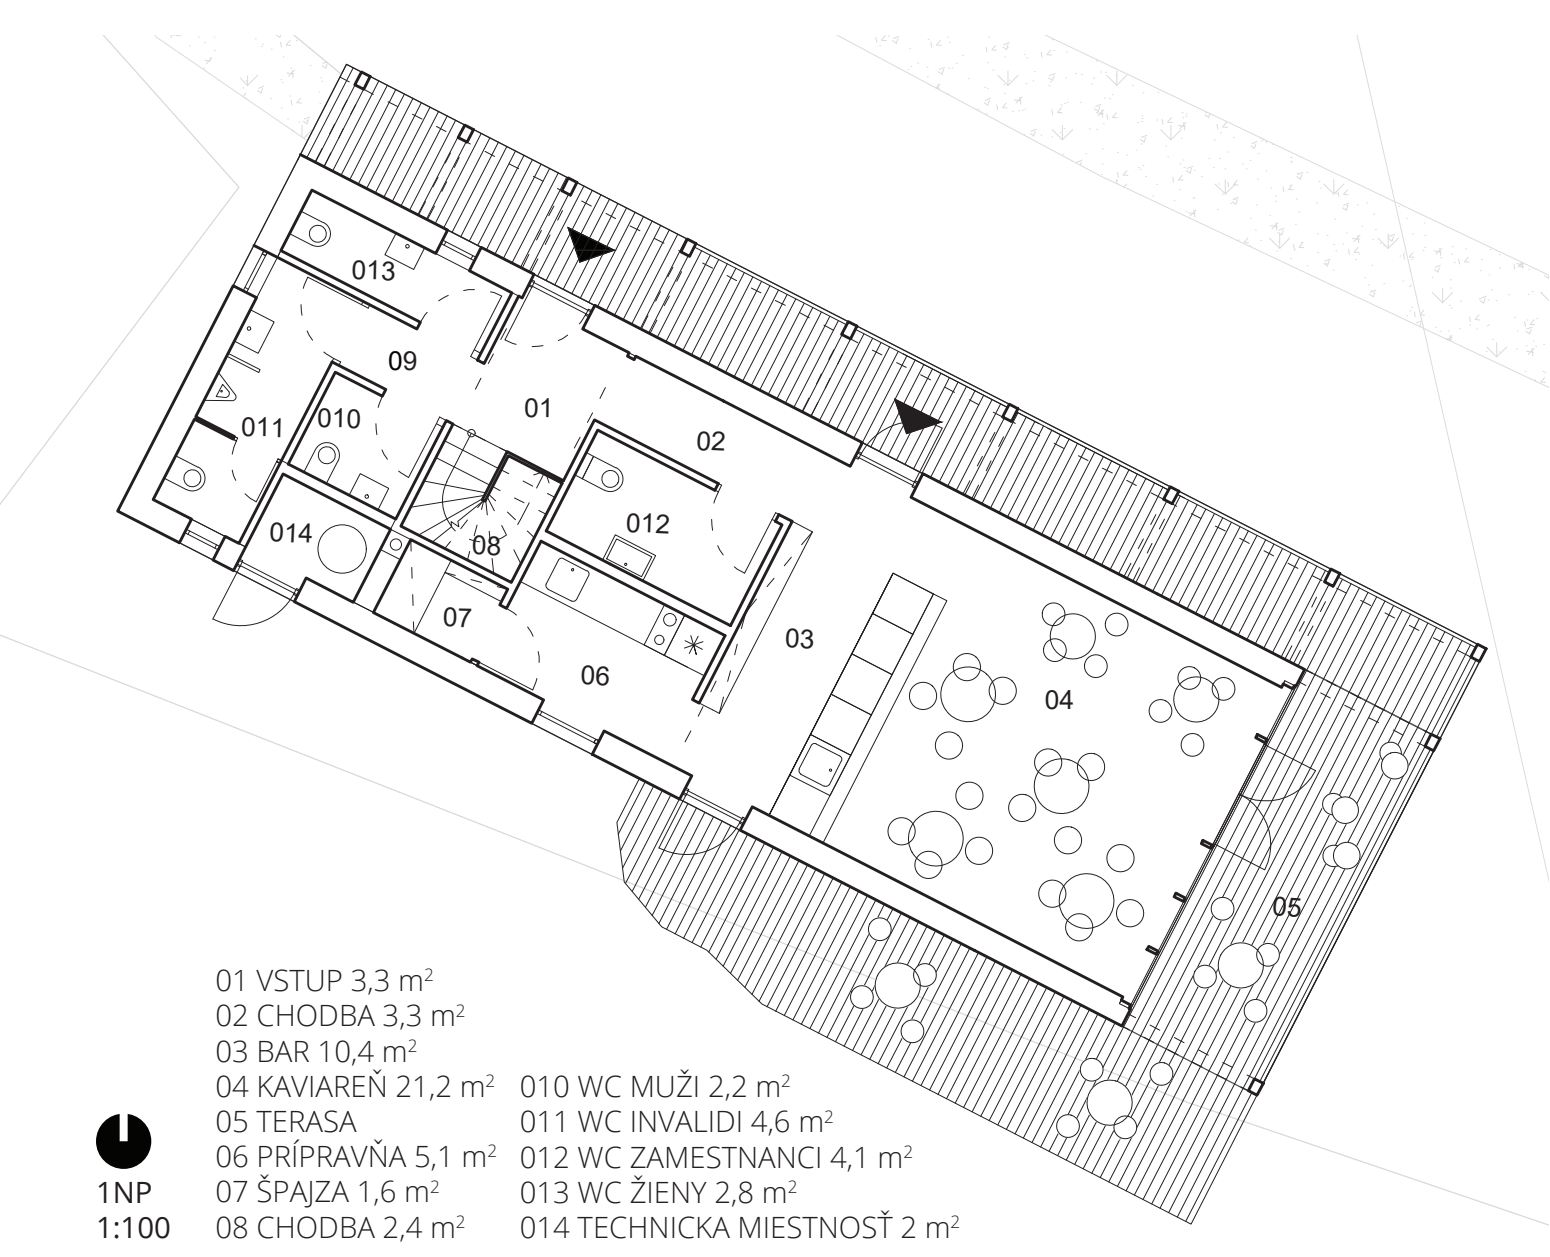 013
09
01
02
011
010
014
08
012
07
03
06
04
05
01 VSTUP 3,3 m²
02 CHODBA 3,3 m²
03 BAR 10,4 m²
04 KAVIAREŇ 21,2 m²
05 TERASA
06 PRÍPRAVŇA 5,1 m²
07 ŠPAJZA 1,6 m²
08 CHODBA 2,4 m²
010 WC MUŽI 2,2 m²
011 WC INVALIDI 4,6 m²
012 WC ZAMESTNANCI 4,1 m²
013 WC ŽIENY 2,8 m²
014 TECHNICKA MIESTNOSŤ 2 m²
1NP
1:100